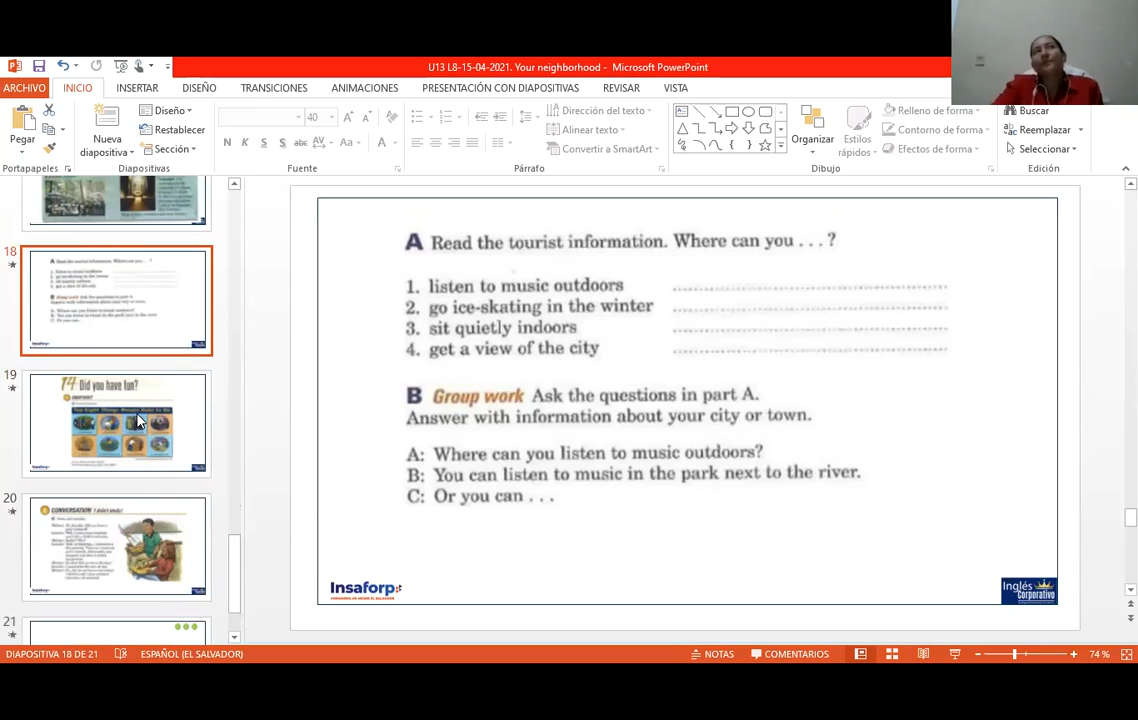 U13 L8-15-04-2021. Your neighborhood - Microsoft PowerPoint
ARCHIVO INICIO INSERTAR DISEÑO TRANSICIONES ANIMACIONES PRESENTACIÓN CON DIAPOSITIVAS REVISAR VISTA
Pegar
Nueva diapositiva
Diseño
Restablecer
Sección
40
N K S S abc AV Aa A
Dirección del texto
Alinear texto
Convertir a SmartArt
Organizar
Estilos rápidos
Relleno de forma
Contorno de forma
Efectos de forma
Buscar
Reemplazar
Seleccionar
Portapapeles Diapositivas Fuente Párrafo Dibujo Edición
18
19
14 Did you have fun?
SNAPSHOT
20
CONVERSATION I didn't study!
21
A Read the tourist information. Where can you . . . ?
1. listen to music outdoors
2. go ice-skating in the winter
3. sit quietly indoors
4. get a view of the city
B Group work Ask the questions in part A.
Answer with information about your city or town.
A: Where can you listen to music outdoors?
B: You can listen to music in the park next to the river.
C: Or you can . . .
Insaforp
Inglés
Corporativo
DIAPOSITIVA 18 DE 21 ESPAÑOL (EL SALVADOR) NOTAS COMENTARIOS 74 %